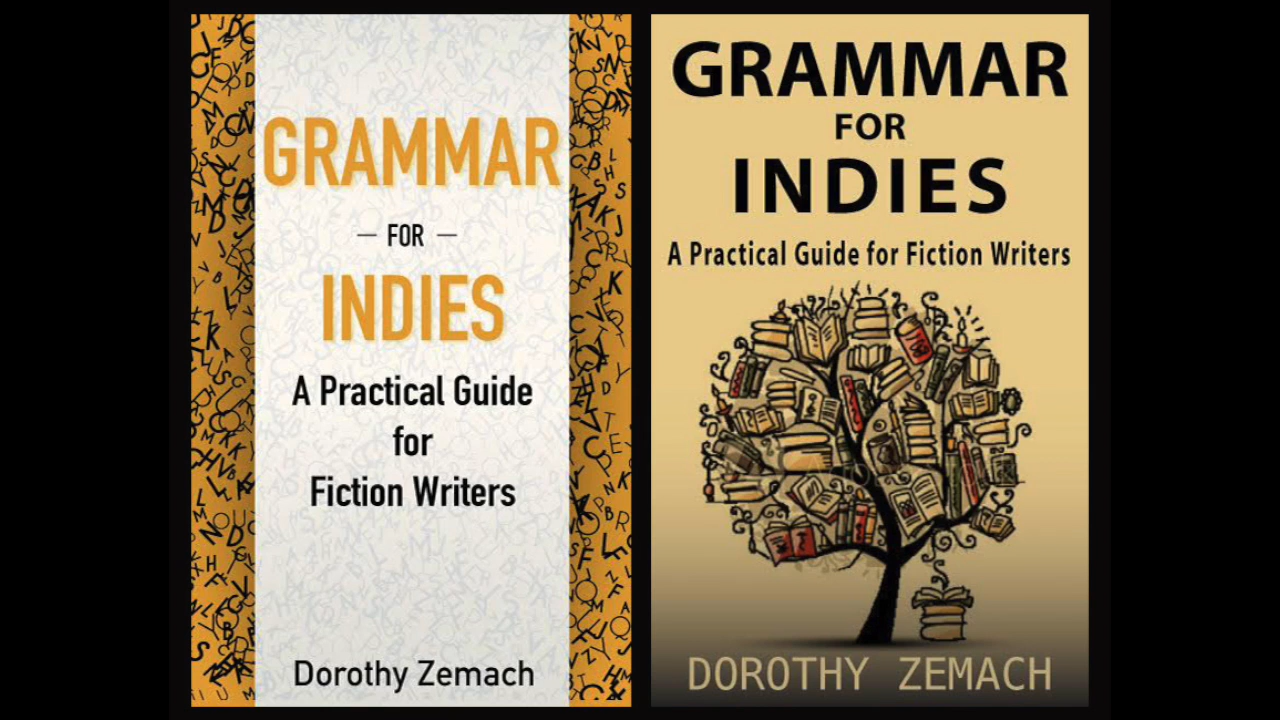 GRAMMAR
– FOR –
INDIES
A Practical Guide
for
Fiction Writers
Dorothy Zemach
GRAMMAR
FOR
INDIES
A Practical Guide for Fiction Writers
DOROTHY ZEMACH